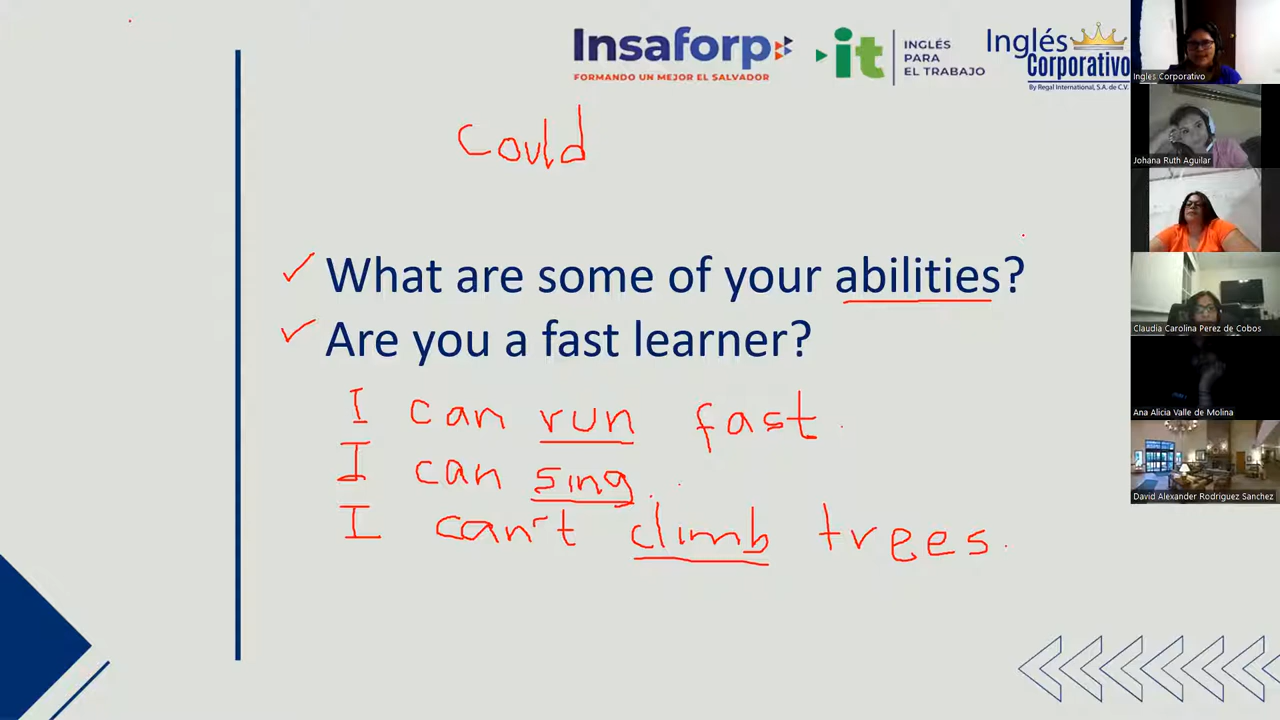 Insaforp
FORMANDO UN MEJOR EL SALVADOR
it
INGLÉS
PARA
EL TRABAJO
Inglés
Corporativo
By Regal International, S.A. de C.V.
Could
What are some of your abilities?
Are you a fast learner?
I can run fast.
I can sing.
I can't climb trees.
Ingles Corporativo
Johana Ruth Aguilar
Claudia Carolina Perez de Cobos
Ana Alicia Valle de Molina
David Alexander Rodriguez Sanchez